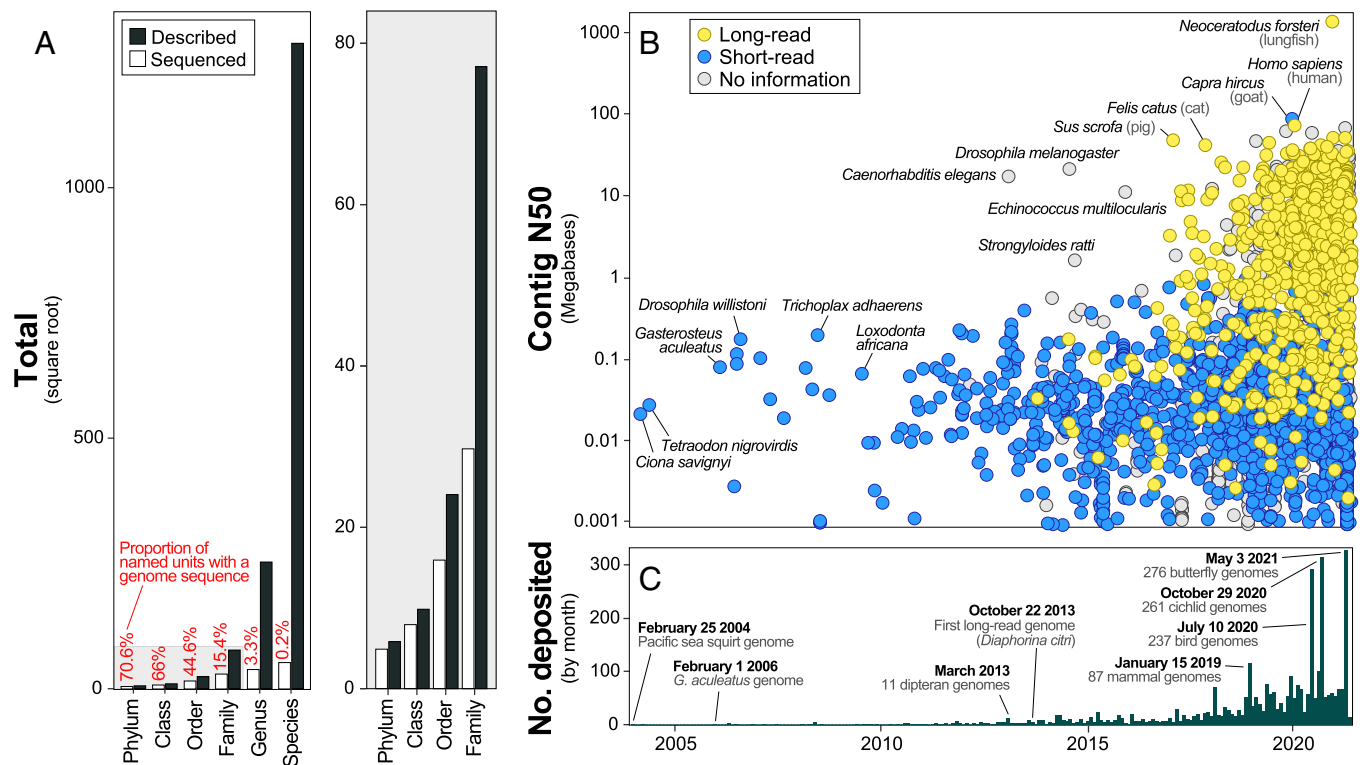 A
Described
Sequenced
Total
(square root)
1000
500
0
Proportion of
named units with a
genome sequence
70.6%
66%
44.6%
15.4%
3.3%
0.2%
Phylum
Class
Order
Family
Genus
Species
80
60
40
20
0
Phylum
Class
Order
Family
B
Long-read
Short-read
No information
Contig N50
(Megabases)
1000
100
10
1
0.1
0.01
0.001
Neoceratodus forsteri
(lungfish)
Homo sapiens
(human)
Capra hircus
(goat)
Felis catus (cat)
Sus scrofa (pig)
Drosophila melanogaster
Caenorhabditis elegans
Echinococcus multilocularis
Strongyloides ratti
Drosophila willistoni
Trichoplax adhaerens
Gasterosteus
aculeatus
Loxodonta
africana
Tetraodon nigrovirdis
Ciona savignyi
C
No. deposited
(by month)
300
200
100
0
February 25 2004
Pacific sea squirt genome
February 1 2006
G. aculeatus genome
March 2013
11 dipteran genomes
October 22 2013
First long-read genome
(Diaphorina citri)
January 15 2019
87 mammal genomes
July 10 2020
237 bird genomes
October 29 2020
261 cichlid genomes
May 3 2021
276 butterfly genomes
2005
2010
2015
2020